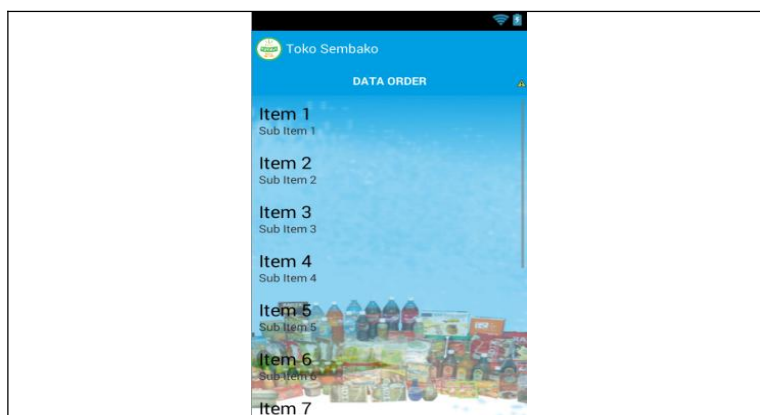 Toko Sembako
DATA ORDER
Item 1
Sub Item 1
Item 2
Sub Item 2
Item 3
Sub Item 3
Item 4
Sub Item 4
Item 5
Sub Item 5
Item 6
Sub Item 6
Item 7